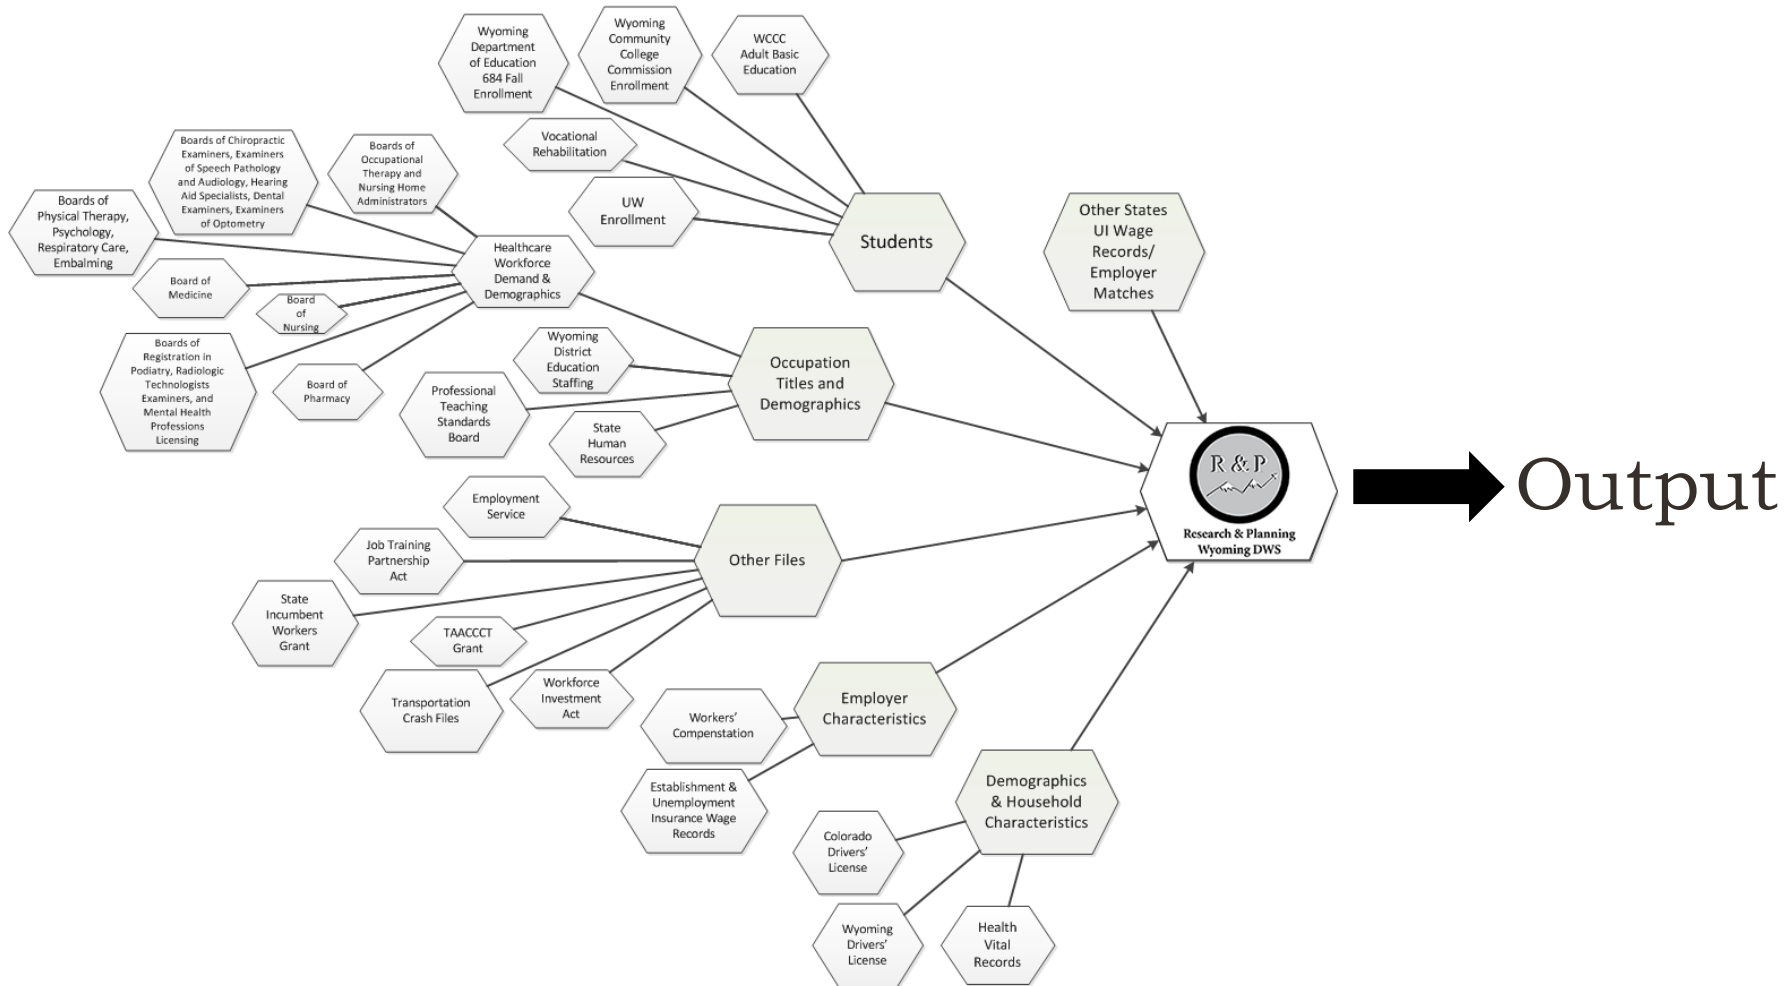 Wyoming
Department
of Education
684 Fall
Enrollment
Wyoming
Community
College
Commission
Enrollment
WCCC
Adult Basic
Education
Vocational
Rehabilitation
UW
Enrollment
Students
Boards of Chiropractic
Examiners, Examiners
of Speech Pathology
and Audiology, Hearing
Aid Specialists, Dental
Examiners, Examiners
of Optometry
Boards of
Occupational
Therapy and
Nursing Home
Administrators
Boards of
Physical Therapy,
Psychology,
Respiratory Care,
Embalming
Board of
Medicine
Board
of
Nursing
Boards of
Registration in
Podiatry, Radiologic
Technologists
Examiners, and
Mental Health
Professions
Licensing
Board of
Pharmacy
Healthcare
Workforce
Demand &
Demographics
Wyoming
District
Education
Staffing
Professional
Teaching
Standards
Board
State
Human
Resources
Occupation
Titles and
Demographics
Other States
UI Wage
Records/
Employer
Matches
Employment
Service
Job Training
Partnership
Act
State
Incumbent
Workers
Grant
TAACCCT
Grant
Transportation
Crash Files
Workforce
Investment
Act
Other Files
Workers’
Compenstation
Establishment &
Unemployment
Insurance Wage
Records
Employer
Characteristics
Colorado
Drivers’
License
Wyoming
Drivers’
License
Health
Vital
Records
Demographics
& Household
Characteristics
R & P
Research & Planning
Wyoming DWS
Output